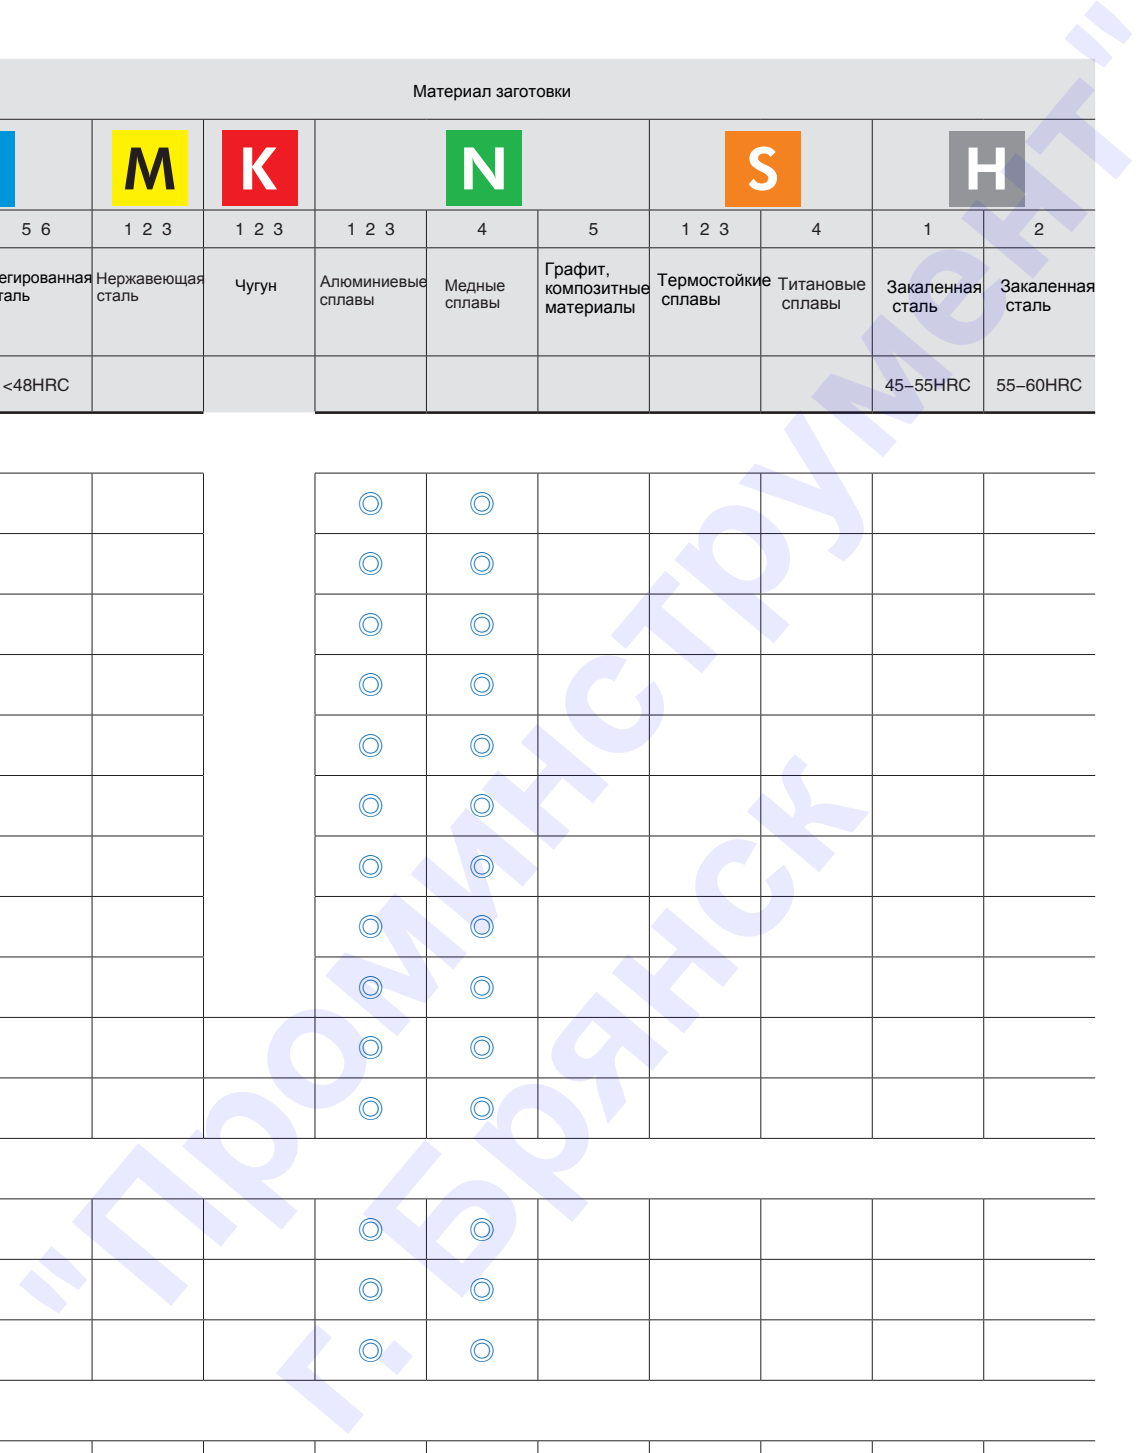 Материал заготовки
M K N S H
5 6 1 2 3 1 2 3 1 2 3 4 5 1 2 3 4 1 2
егированная
таль
Нержавеющая
сталь
Чугун
Алюминиевые
сплавы
Медные
сплавы
Графит,
композитные
материалы
Термостойкие
сплавы
Титановые
сплавы
Закаленная
сталь
Закаленная
сталь
<48HRC 45–55HRC 55–60HRC
"Проминструмент"
г. Брянск